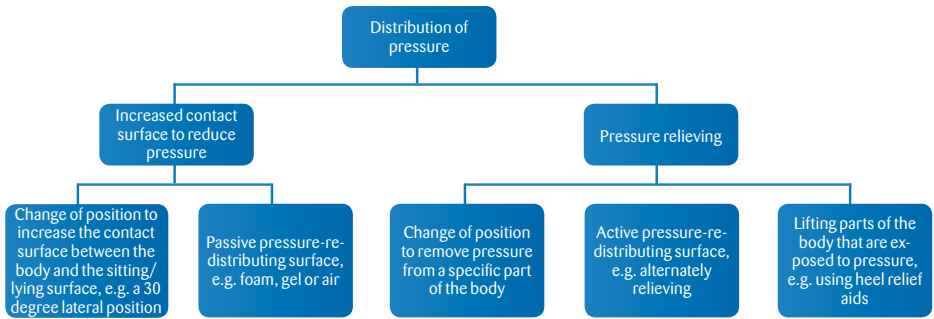 Distribution of
pressure
Increased contact
surface to reduce
pressure
Pressure relieving
Change of position to
increase the contact
surface between the
body and the sitting/
lying surface, e.g. a 30
degree lateral position
Passive pressure-re-
distributing surface,
e.g. foam, gel or air
Change of position
to remove pressure
from a specific part
of the body
Active pressure-re-
distributing surface,
e.g. alternately
relieving
Lifting parts of the
body that are ex-
posed to pressure,
e.g. using heel relief
aids